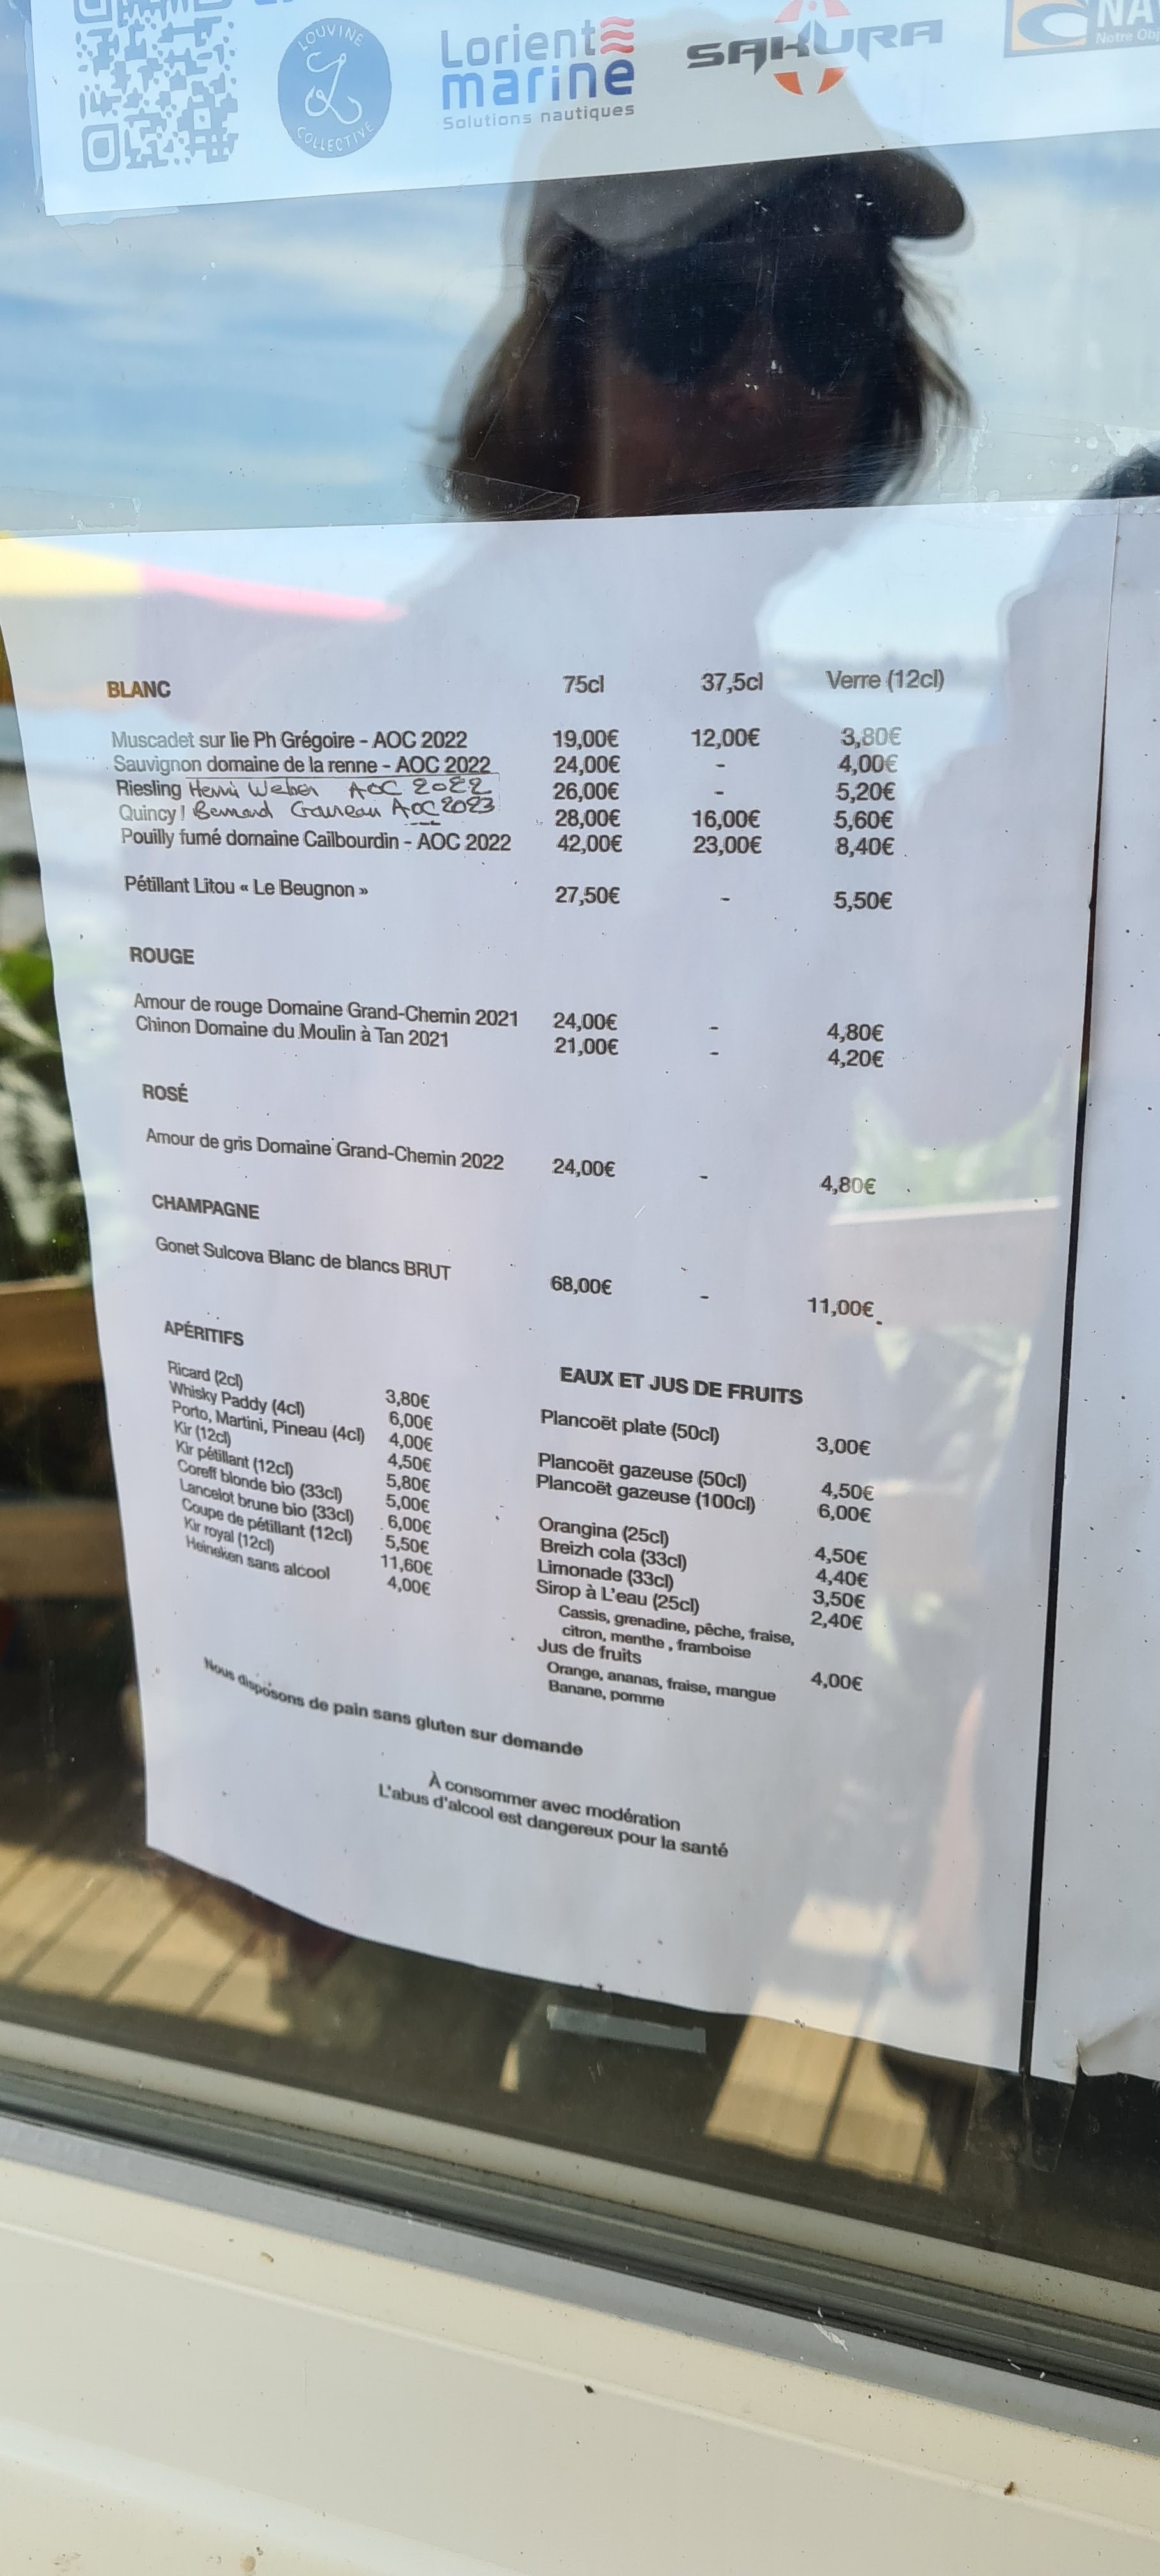 LOUVINE
COLLECTIVE
Lorient
marine
Solutions nautiques
SAKURA
NA
Notre Obj
BLANC 75cl 37,5cl Verre (12cl)
Muscadet sur lie Ph Grégoire - AOC 2022 19,00€ 12,00€ 3,80€
Sauvignon domaine de la renne - AOC 2022 24,00€ - 4,00€
Riesling Henri Weber AOC 2022 26,00€ - 5,20€
Quincy Bernard AOC 2023 28,00€ 16,00€ 5,60€
Pouilly fumé domaine Cailbourdin - AOC 2022 42,00€ 23,00€ 8,40€
Pétillant Litou « Le Beugnon » 27,50€ - 5,50€
ROUGE
Amour de rouge Domaine Grand-Chemin 2021 24,00€ - 4,80€
Chinon Domaine du Moulin à Tan 2021 21,00€ - 4,20€
ROSÉ
Amour de gris Domaine Grand-Chemin 2022 24,00€ - 4,80€
CHAMPAGNE
Gonet Sulcova Blanc de blancs BRUT 68,00€ - 11,00€
APÉRITIFS
Ricard (2cl) 3,80€
Whisky Paddy (4cl) 6,00€
Porto, Martini, Pineau (4cl) 4,00€
Kir (12cl) 4,50€
Kir pétillant (12cl) 5,80€
Coreff blonde bio (33cl) 5,00€
Lancelot brune bio (33cl) 6,00€
Coupe de pétillant (12cl) 5,50€
Kir royal (12cl) 11,60€
Heineken sans alcool 4,00€
EAUX ET JUS DE FRUITS
Plancoët plate (50cl) 3,00€
Plancoët gazeuse (50cl) 4,50€
Plancoët gazeuse (100cl) 6,00€
Orangina (25cl) 4,50€
Breizh cola (33cl) 4,40€
Limonade (33cl) 3,50€
Sirop à L'eau (25cl) 2,40€
Cassis, grenadine, pêche, fraise,
citron, menthe , framboise
Jus de fruits 4,00€
Orange, ananas, fraise, mangue
Banane, pomme
Nous disposons de pain sans gluten sur demande
À consommer avec modération
L'abus d'alcool est dangereux pour la santé